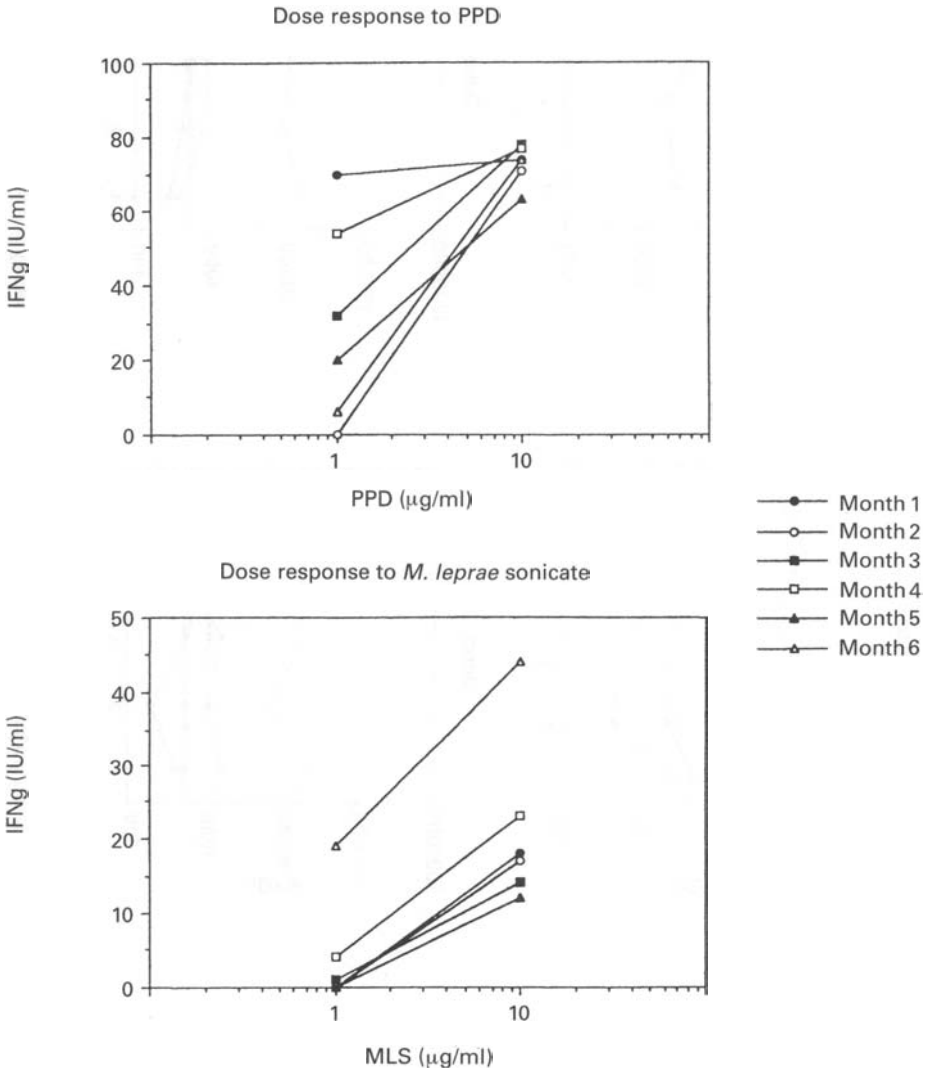 Dose response to PPD
100
80
60
40
20
0
IFNg (IU/ml)
1 10
PPD (μg/ml)
Month 1
Month 2
Month 3
Month 4
Month 5
Month 6
Dose response to M. leprae sonicate
50
40
30
20
10
0
IFNg (IU/ml)
1 10
MLS (μg/ml)